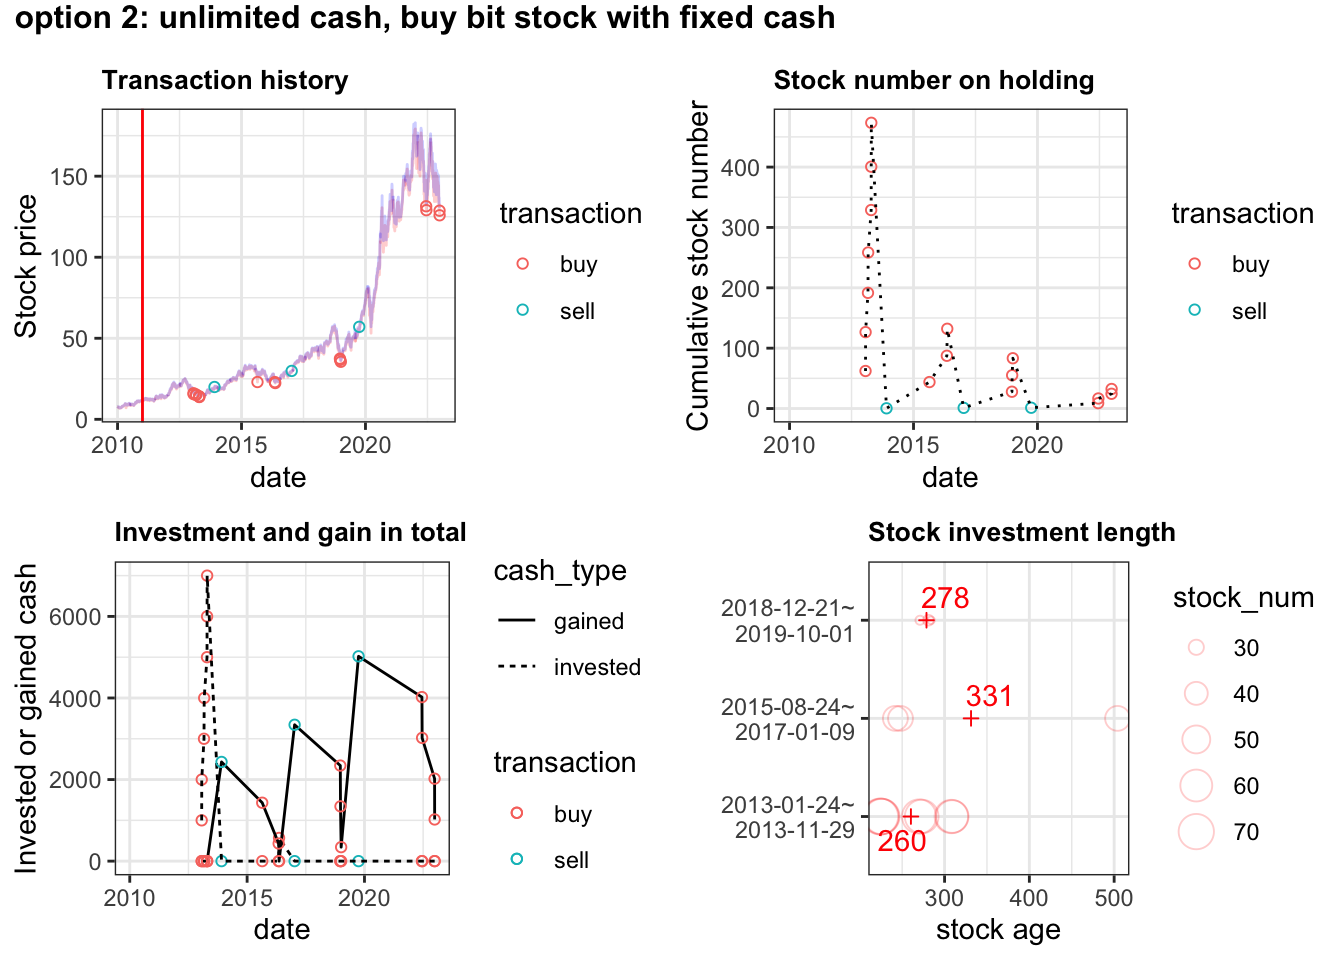 option 2: unlimited cash, buy bit stock with fixed cash
Transaction history
Stock price
150
100
50
0
2010 2015 2020
date
transaction
buy
sell
Stock number on holding
Cumulative stock number
400
300
200
100
0
2010 2015 2020
date
transaction
buy
sell
Investment and gain in total
Invested or gained cash
6000
4000
2000
0
2010 2015 2020
date
cash_type
gained
invested
transaction
buy
sell
Stock investment length
2018-12-21~
2019-10-01
2015-08-24~
2017-01-09
2013-01-24~
2013-11-29
278
331
260
300 400 500
stock age
stock_num
30
40
50
60
70